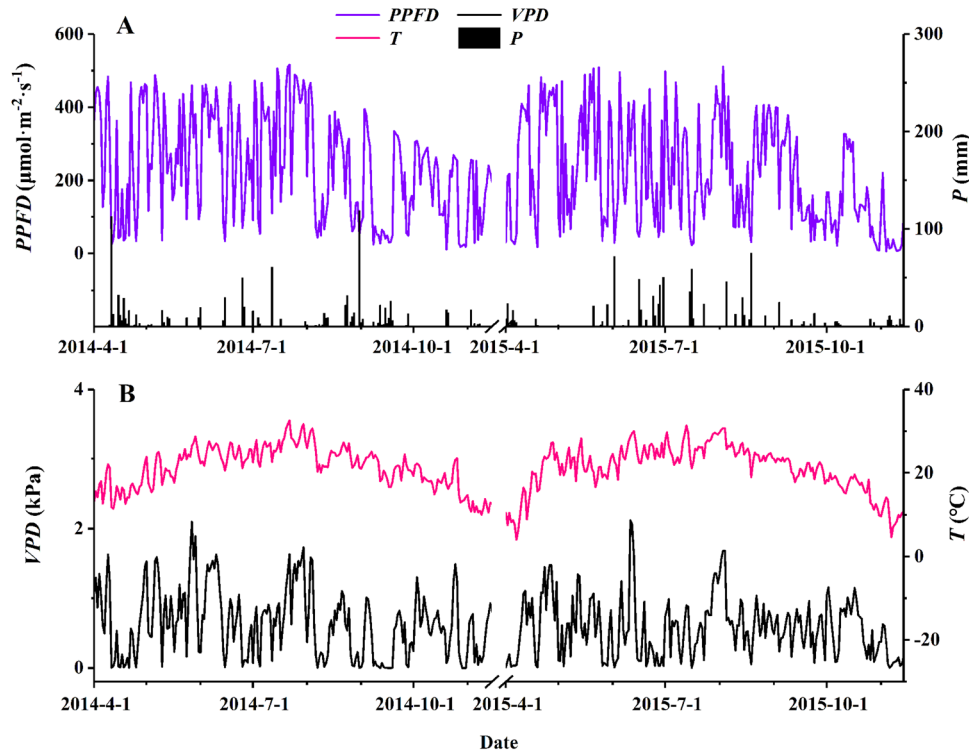 A
PPFD VPD
T P
600
400
200
0
PPFD (μmol·m⁻²·s⁻¹)
300
200
100
0
P (mm)
2014-4-1 2014-7-1 2014-10-1 2015-4-1 2015-7-1 2015-10-1
B
4
2
0
VPD (kPa)
40
20
0
-20
T (°C)
2014-4-1 2014-7-1 2014-10-1 2015-4-1 2015-7-1 2015-10-1
Date